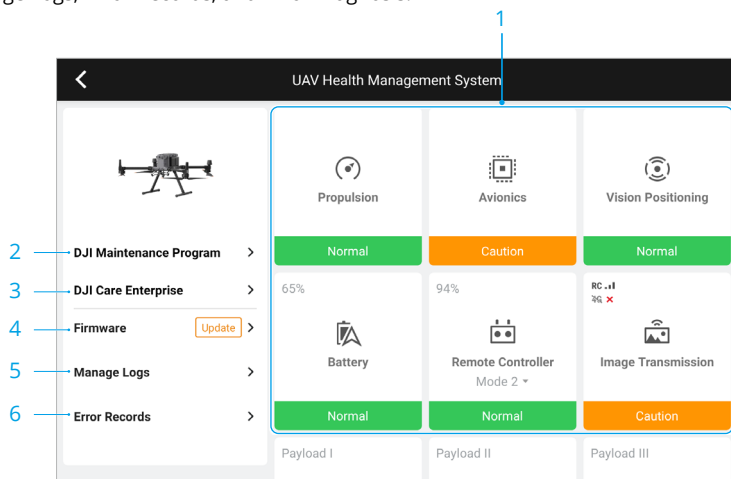 1
UAV Health Management System
Propulsion
Avionics
Vision Positioning
2 DJI Maintenance Program
Normal
Caution
Normal
3 DJI Care Enterprise
65%
94%
RC
4G
4 Firmware Update
Battery
Remote Controller
Image Transmission
5 Manage Logs
Mode 2
6 Error Records
Normal
Normal
Caution
Payload I
Payload II
Payload III